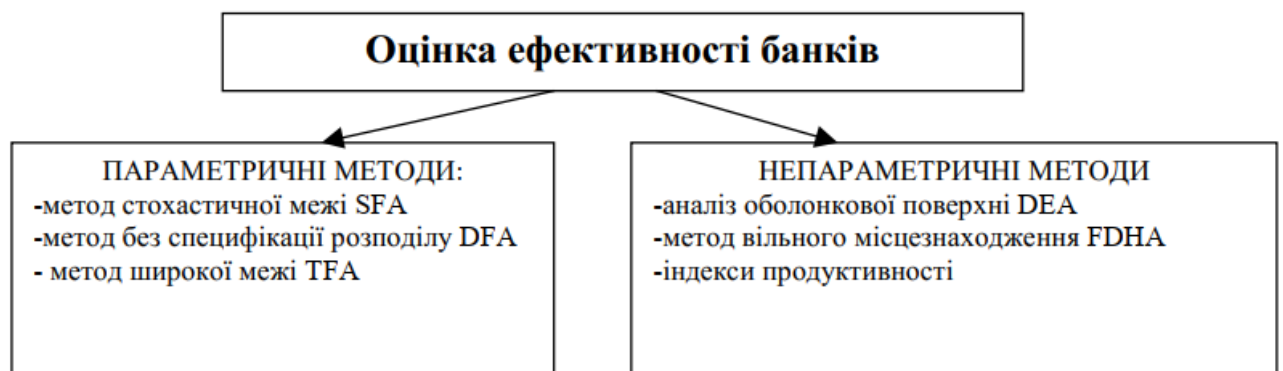 Оцінка ефективності банків
ПАРАМЕТРИЧНІ МЕТОДИ:
-метод стохастичної межі SFA
-метод без специфікації розподілу DFA
- метод широкої межі TFA
НЕПАРАМЕТРИЧНІ МЕТОДИ
-аналіз оболонкової поверхні DEA
-метод вільного місцезнаходження FDHA
-індекси продуктивності